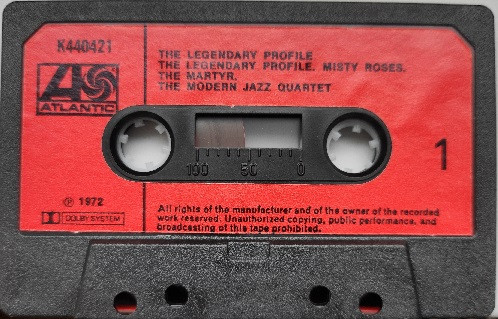 K440421
THE LEGENDARY PROFILE
THE LEGENDARY PROFILE. MISTY ROSES.
THE MARTYR.
THE MODERN JAZZ QUARTET
ATLANTIC
100 50 0
1
℗ 1972
DOLBY SYSTEM
All rights of the manufacturer and of the owner of the recorded
work reserved. Unauthorized copying, public performance, and
broadcasting of this tape prohibited.